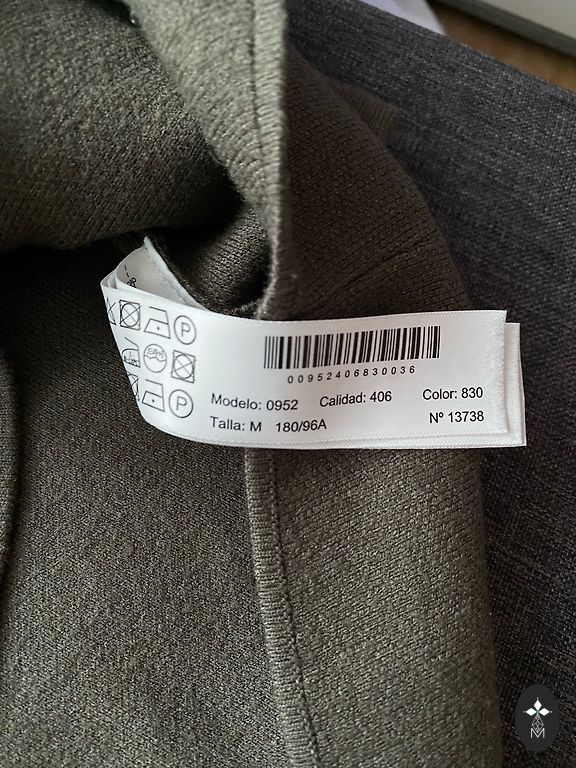 00952406830036
Modelo: 0952 Calidad: 406 Color: 830
Talla: M 180/96A Nº 13738
P
P
M